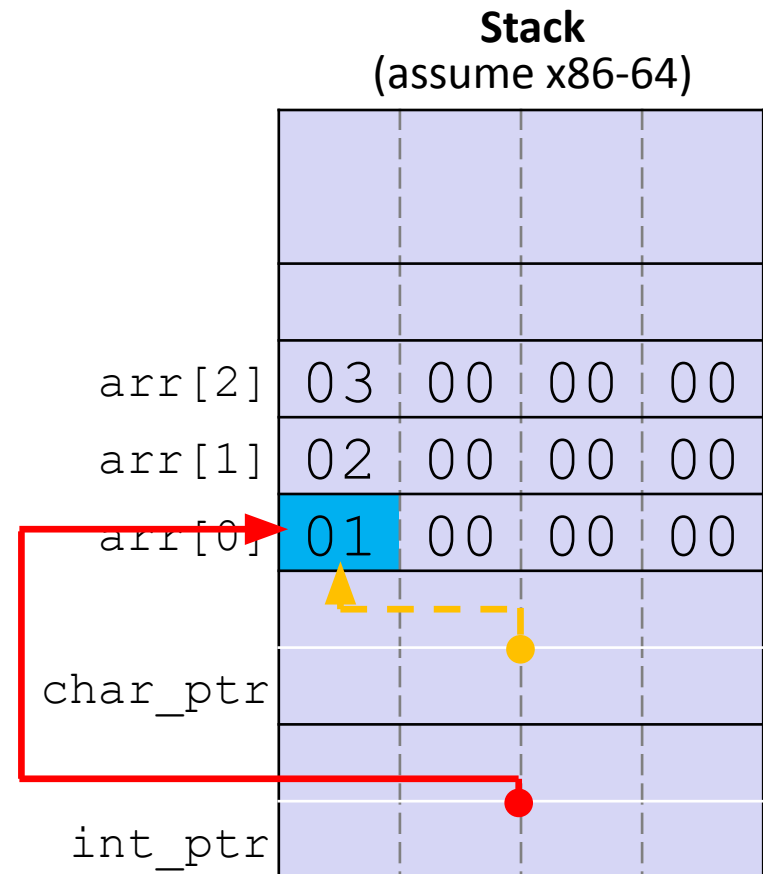 Stack
(assume x86-64)
arr[2] 03 00 00 00
arr[1] 02 00 00 00
arr[0] 01 00 00 00
char_ptr
int_ptr